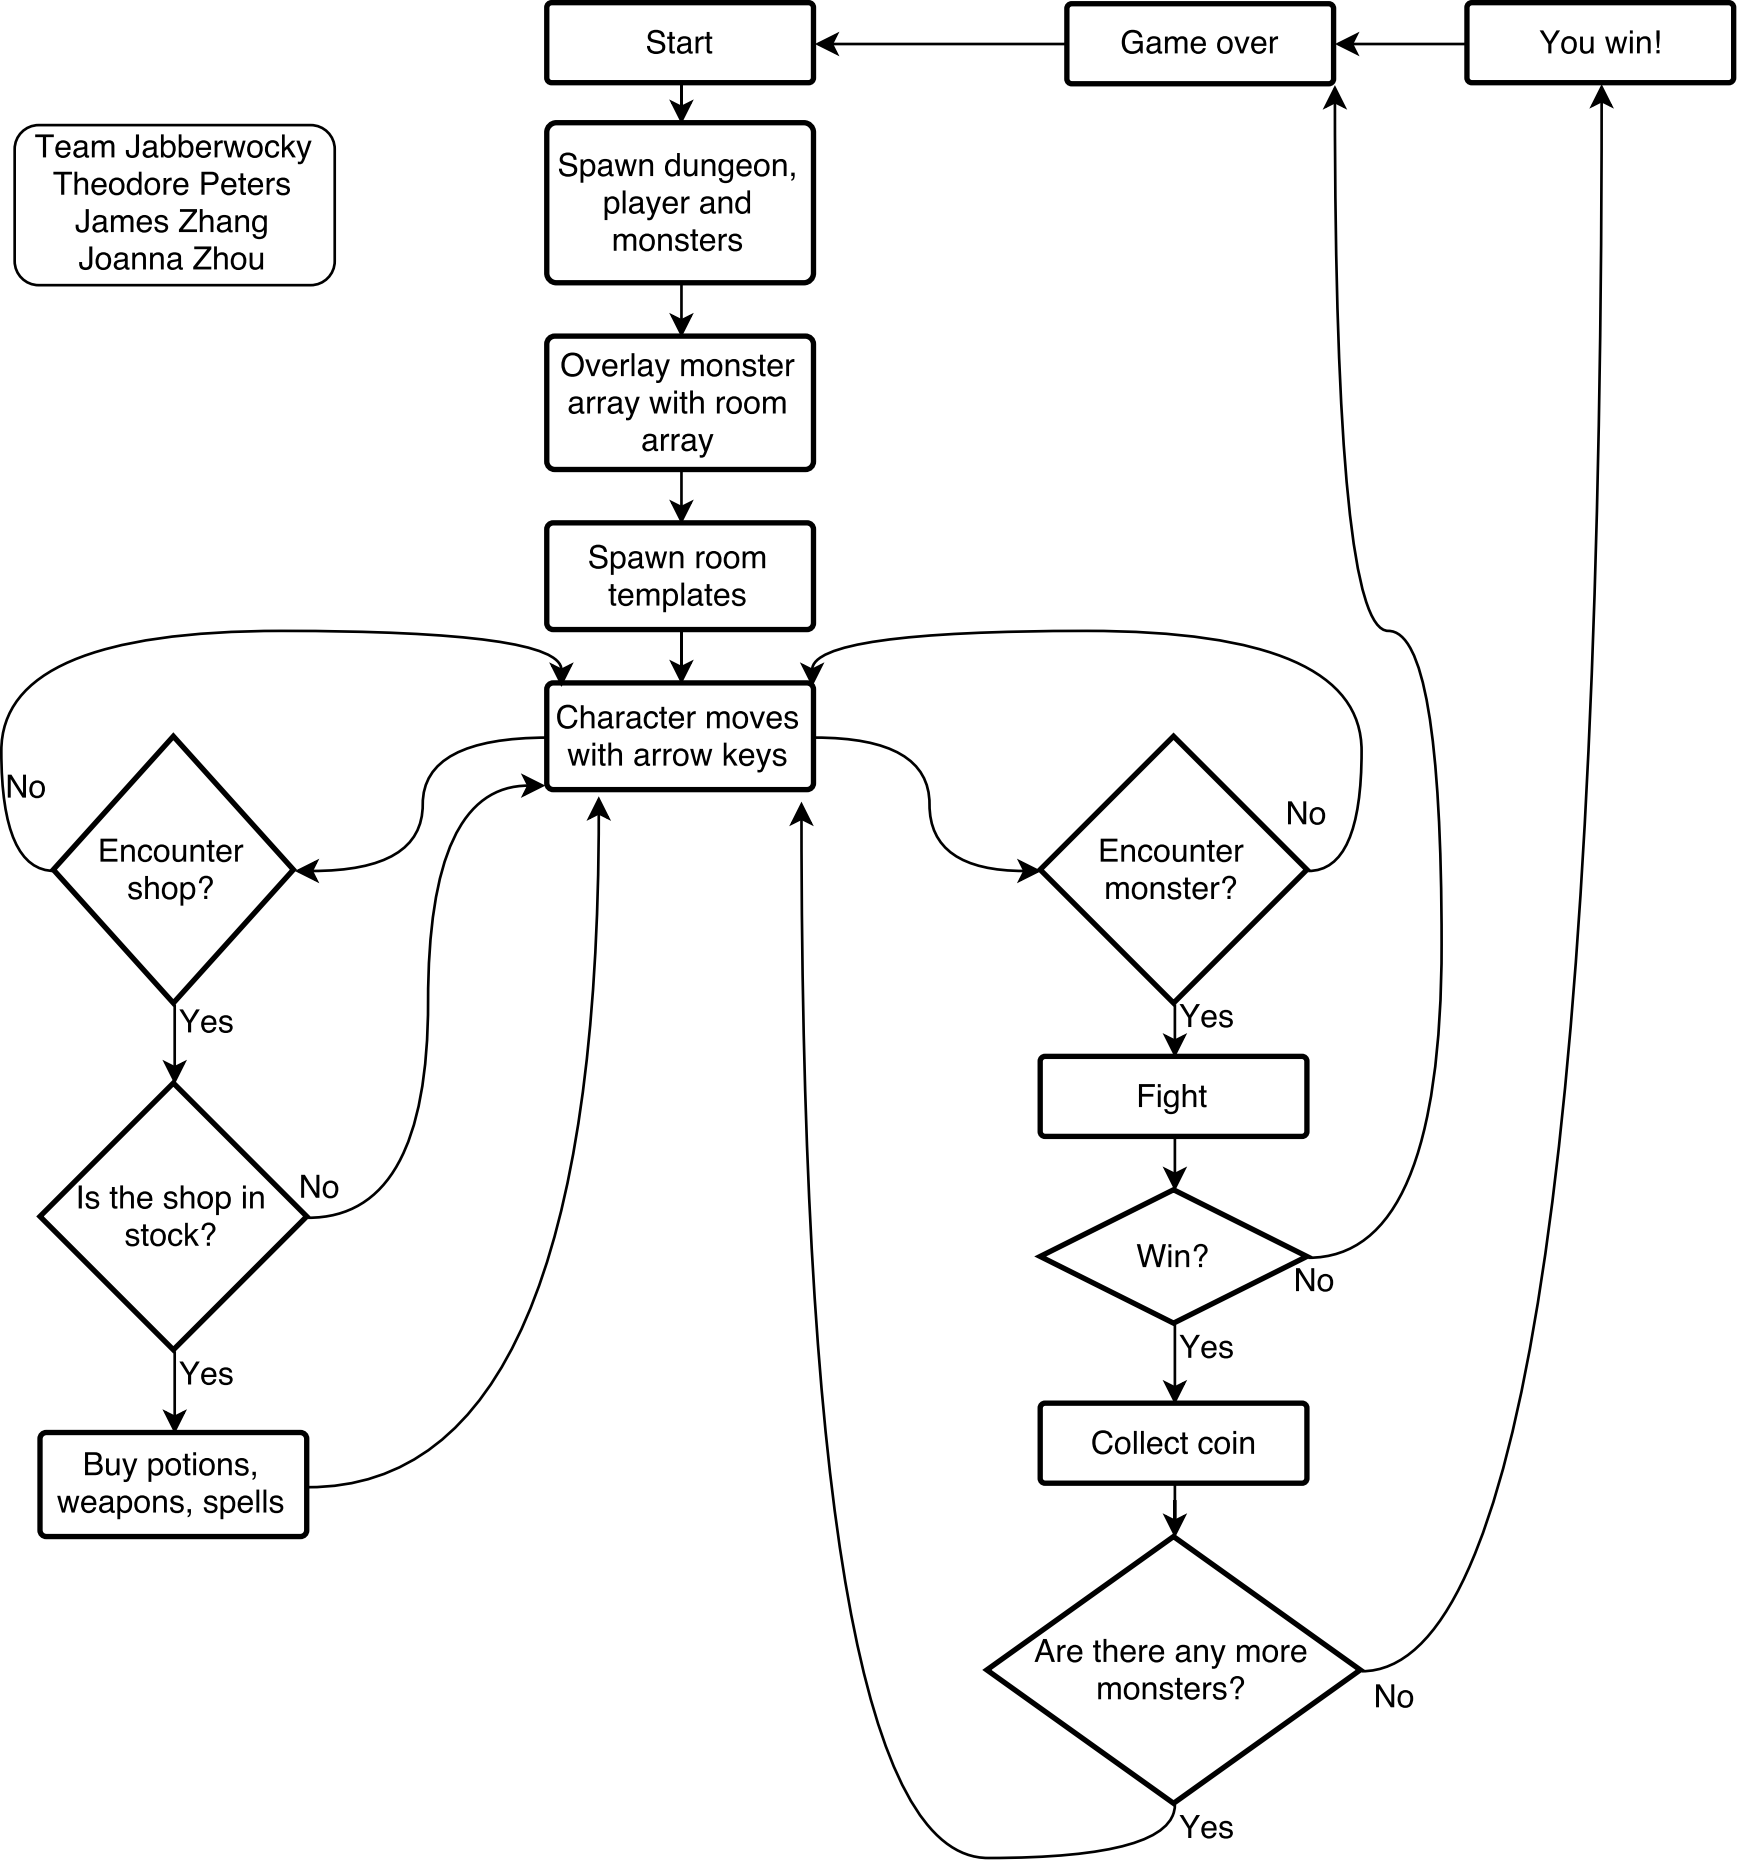 Start
Game over
You win!
Team Jabberwocky
Theodore Peters
James Zhang
Joanna Zhou
Spawn dungeon,
player and
monsters
Overlay monster
array with room
array
Spawn room
templates
Character moves
with arrow keys
No
Encounter
shop?
Yes
Is the shop in
stock?
No
Yes
Buy potions,
weapons, spells
No
Encounter
monster?
Yes
Fight
Win?
No
Yes
Collect coin
Are there any more
monsters?
No
Yes